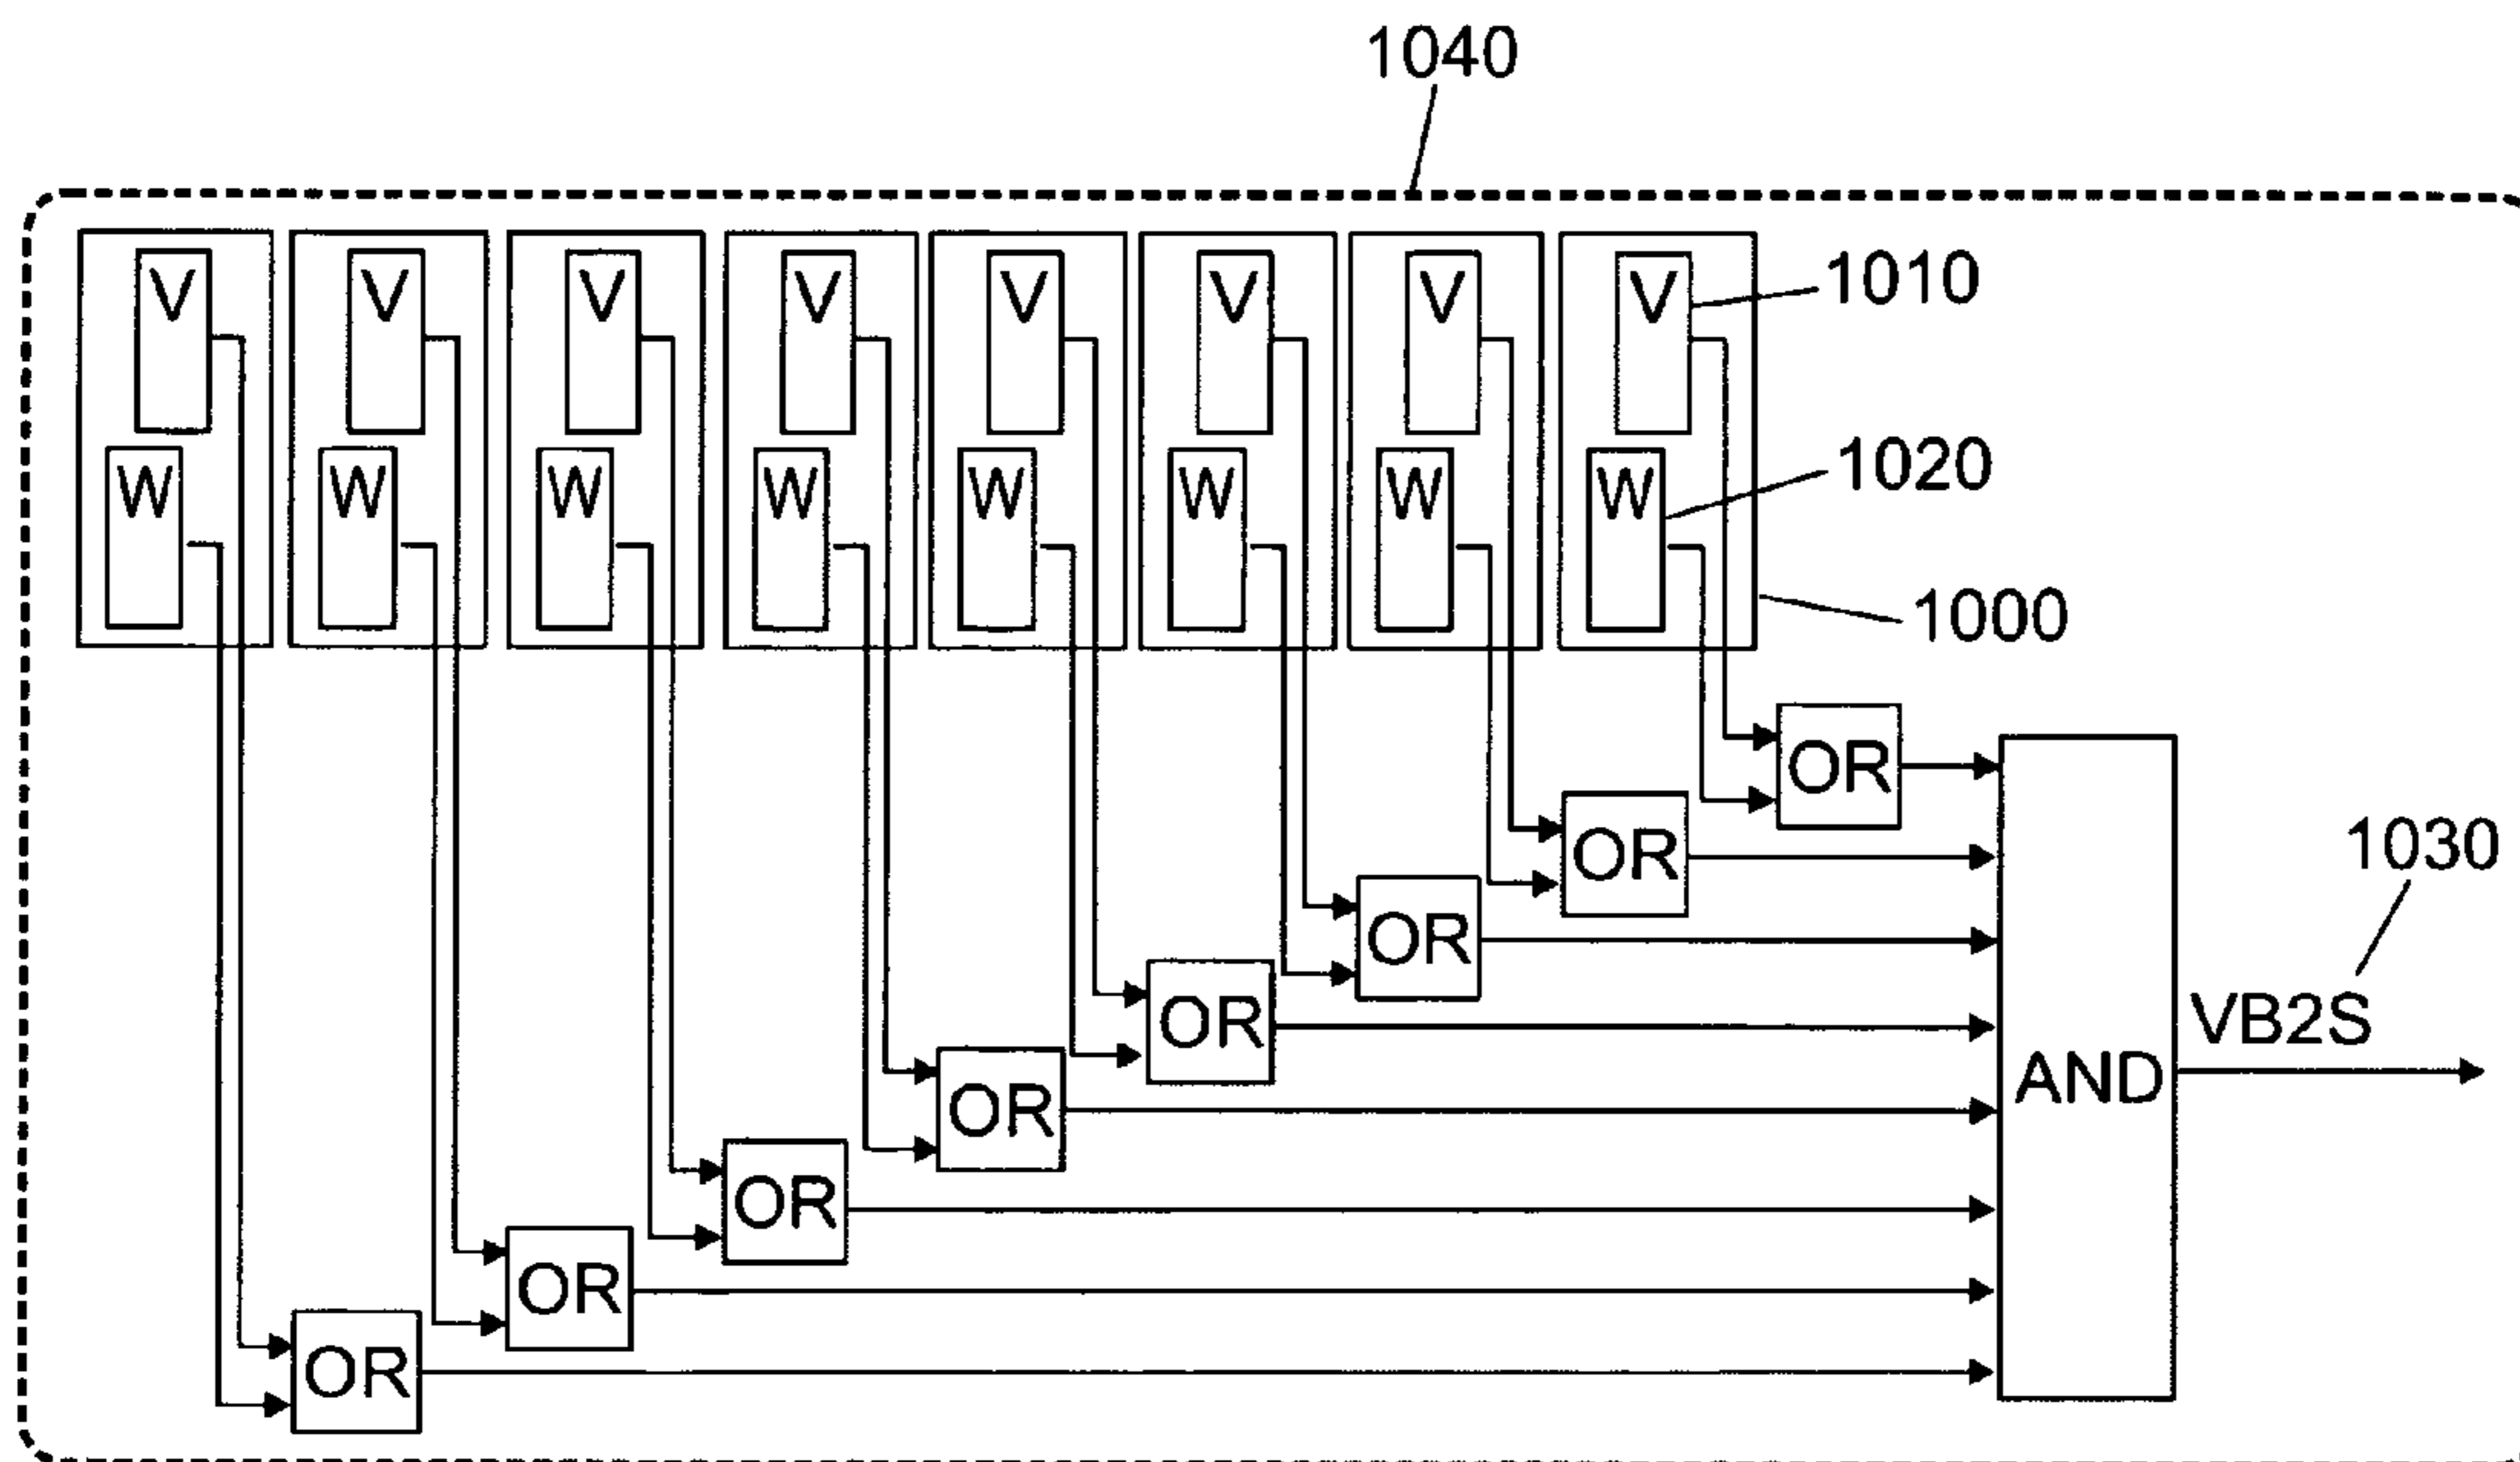 1040
V V V V V V V V
1010
W W W W W W W W
1020
1000
OR
OR
1030
OR
VB2S
OR
AND
OR
OR
OR
OR